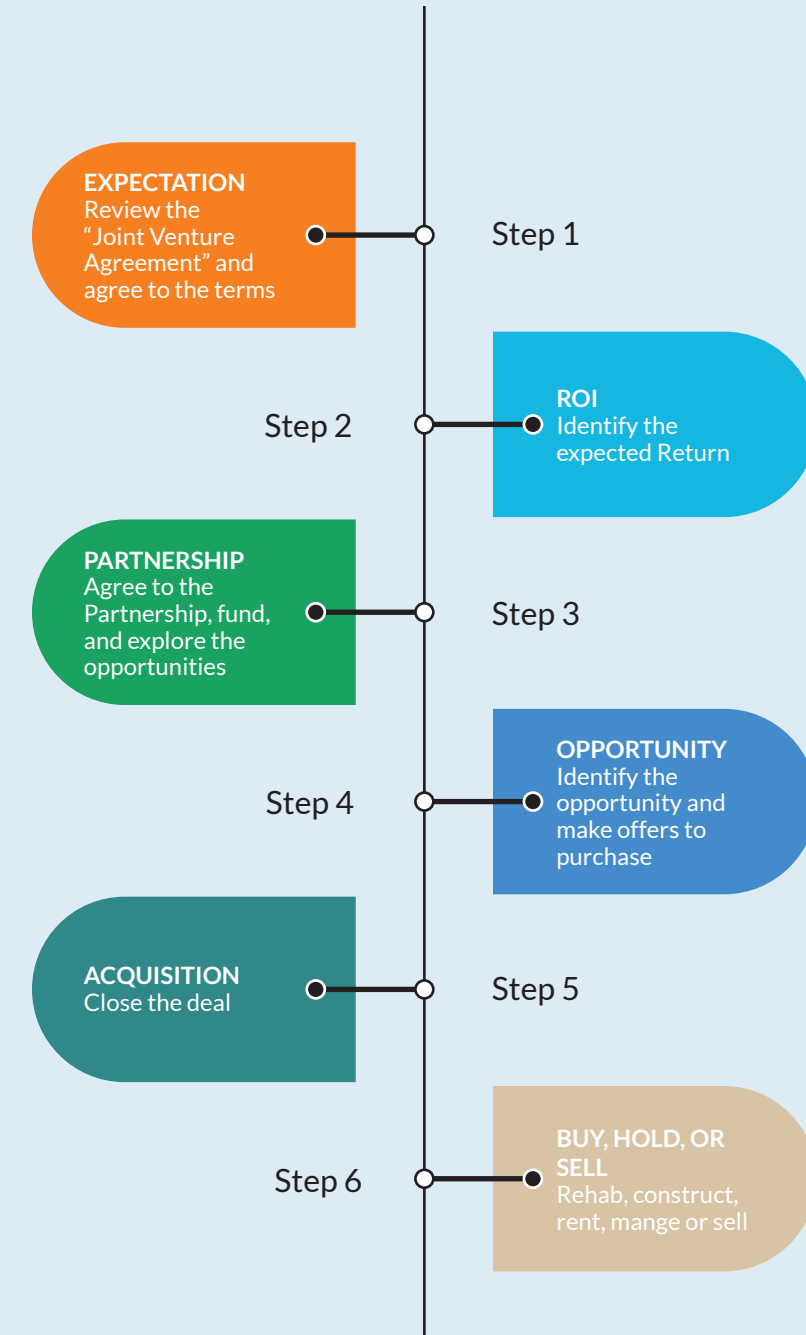 EXPECTATION
Review the
“Joint Venture
Agreement” and
agree to the terms
Step 1
Step 2
ROI
Identify the
expected Return
PARTNERSHIP
Agree to the
Partnership, fund,
and explore the
opportunities
Step 3
Step 4
OPPORTUNITY
Identify the
opportunity and
make offers to
purchase
ACQUISITION
Close the deal
Step 5
Step 6
BUY, HOLD, OR
SELL
Rehab, construct,
rent, mange or sell